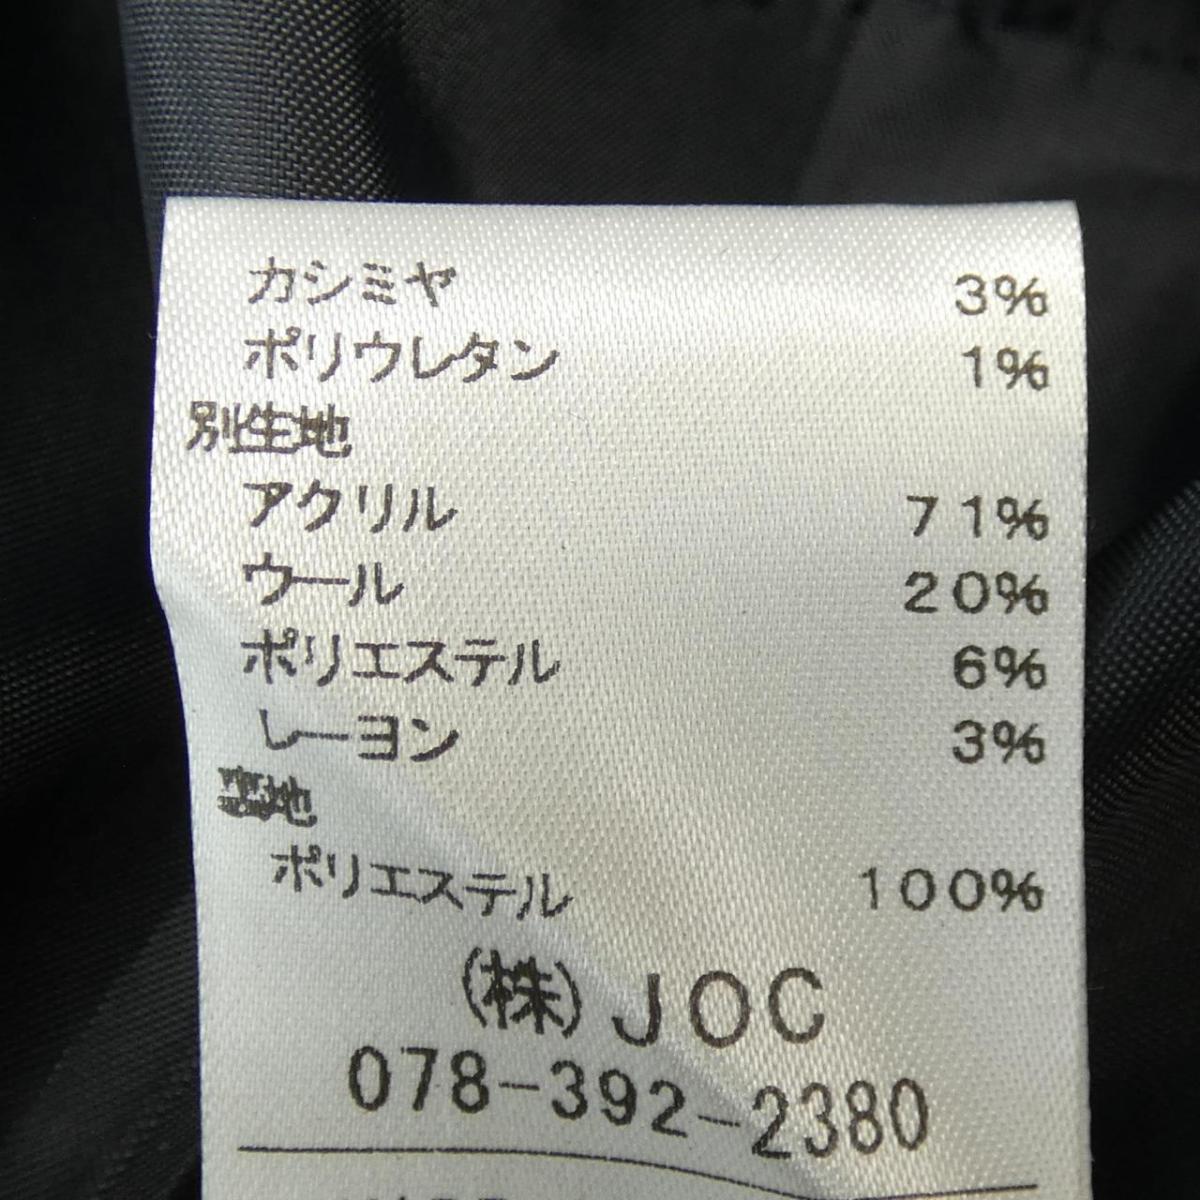 カシミヤ 3%
ポリウレタン 1%
別生地
アクリル 71%
ウール 20%
ポリエステル 6%
レーヨン 3%
裏地
ポリエステル 100%
(株)JOC
078-392-2380